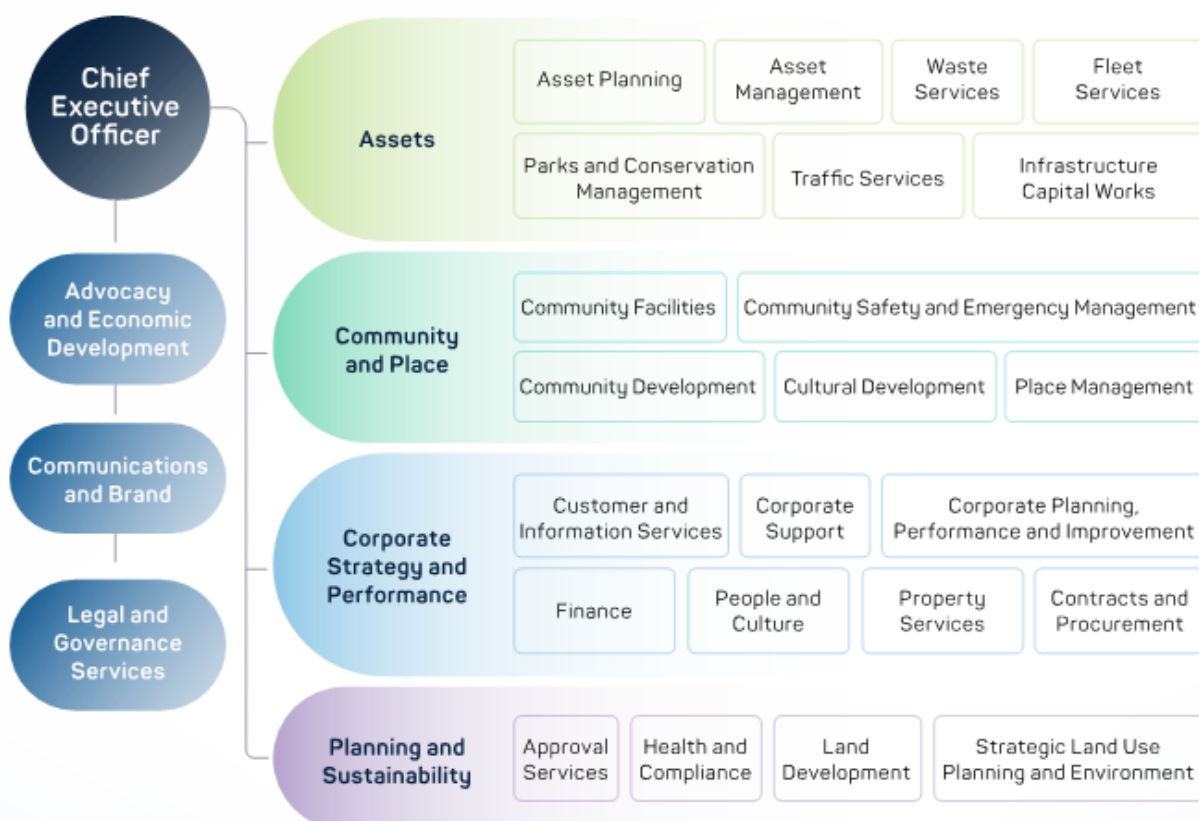 Chief
Executive
Officer
Advocacy
and Economic
Development
Communications
and Brand
Legal and
Governance
Services
Assets
Asset Planning
Asset
Management
Waste
Services
Fleet
Services
Parks and Conservation
Management
Traffic Services
Infrastructure
Capital Works
Community
and Place
Community Facilities
Community Safety and Emergency Management
Community Development
Cultural Development
Place Management
Corporate
Strategy and
Performance
Customer and
Information Services
Corporate
Support
Corporate Planning,
Performance and Improvement
Finance
People and
Culture
Property
Services
Contracts and
Procurement
Planning and
Sustainability
Approval
Services
Health and
Compliance
Land
Development
Strategic Land Use
Planning and Environment